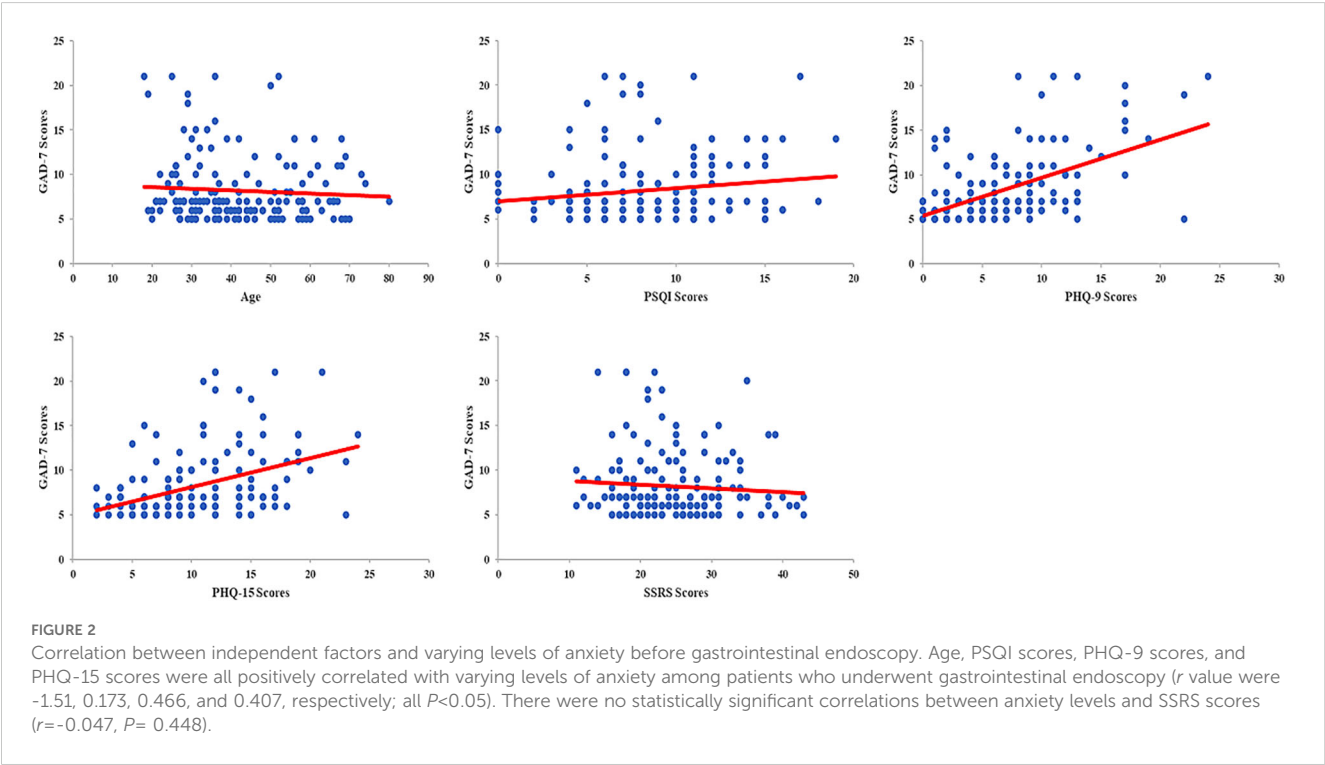 25
20
15
10
5
0
GAD-7 Scores
0 10 20 30 40 50 60 70 80 90
Age
25
20
15
10
5
0
GAD-7 Scores
0 5 10 15 20
PSQI Scores
25
20
15
10
5
0
GAD-7 Scores
0 5 10 15 20 25 30
PHQ-9 Scores
25
20
15
10
5
0
GAD-7 Scores
0 5 10 15 20 25 30
PHQ-15 Scores
25
20
15
10
5
0
GAD-7 Scores
0 10 20 30 40 50
SSRS Scores
FIGURE 2
Correlation between independent factors and varying levels of anxiety before gastrointestinal endoscopy. Age, PSQI scores, PHQ-9 scores, and
PHQ-15 scores were all positively correlated with varying levels of anxiety among patients who underwent gastrointestinal endoscopy (r value were
-1.51, 0.173, 0.466, and 0.407, respectively; all P<0.05). There were no statistically significant correlations between anxiety levels and SSRS scores
(r=-0.047, P= 0.448).